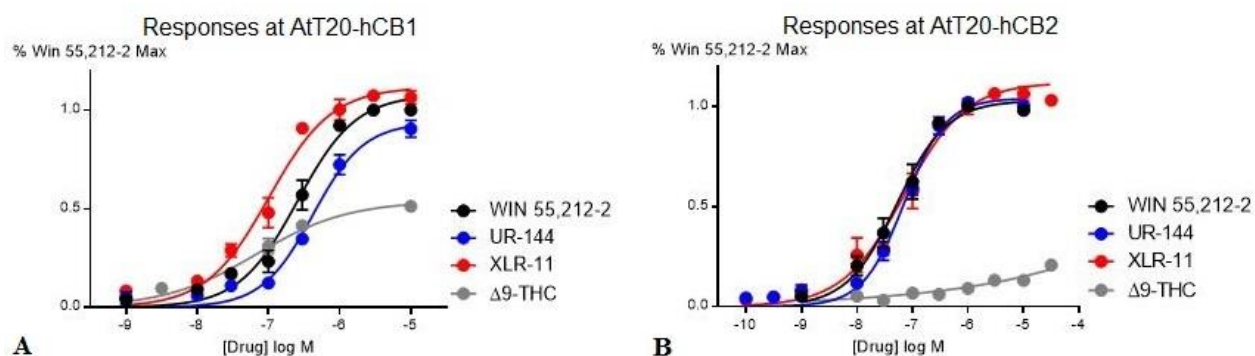 Responses at AtT20-hCB1
% Win 55,212-2 Max
1.0
0.5
0.0
-9 -8 -7 -6 -5
[Drug] log M
WIN 55,212-2
UR-144
XLR-11
Δ9-THC
A
Responses at AtT20-hCB2
% Win 55,212-2 Max
1.0
0.5
0.0
-10 -9 -8 -7 -6 -5 -4
[Drug] log M
WIN 55,212-2
UR-144
XLR-11
Δ9-THC
B